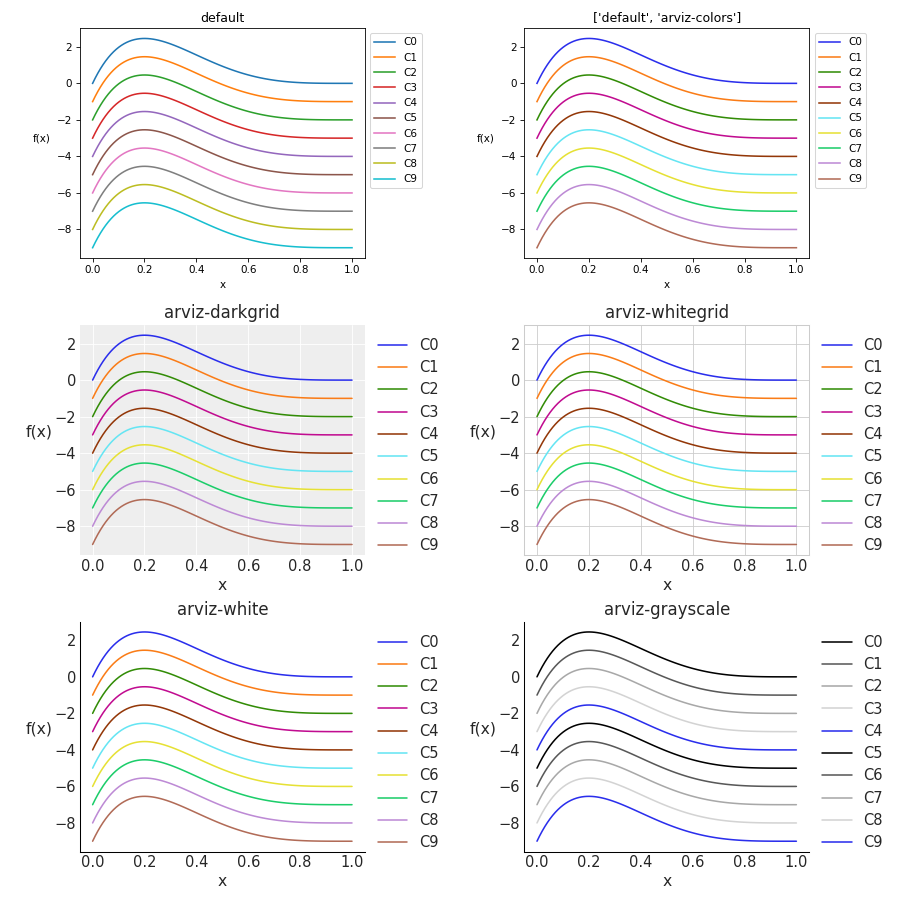 default
2
0
−2
−4
−6
−8
f(x)
0.0 0.2 0.4 0.6 0.8 1.0
x
C0
C1
C2
C3
C4
C5
C6
C7
C8
C9
['default', 'arviz-colors']
2
0
−2
−4
−6
−8
f(x)
0.0 0.2 0.4 0.6 0.8 1.0
x
C0
C1
C2
C3
C4
C5
C6
C7
C8
C9
arviz-darkgrid
2
0
−2
−4
−6
−8
f(x)
0.0 0.2 0.4 0.6 0.8 1.0
x
C0
C1
C2
C3
C4
C5
C6
C7
C8
C9
arviz-whitegrid
2
0
−2
−4
−6
−8
f(x)
0.0 0.2 0.4 0.6 0.8 1.0
x
C0
C1
C2
C3
C4
C5
C6
C7
C8
C9
arviz-white
2
0
−2
−4
−6
−8
f(x)
0.0 0.2 0.4 0.6 0.8 1.0
x
C0
C1
C2
C3
C4
C5
C6
C7
C8
C9
arviz-grayscale
2
0
−2
−4
−6
−8
f(x)
0.0 0.2 0.4 0.6 0.8 1.0
x
C0
C1
C2
C3
C4
C5
C6
C7
C8
C9